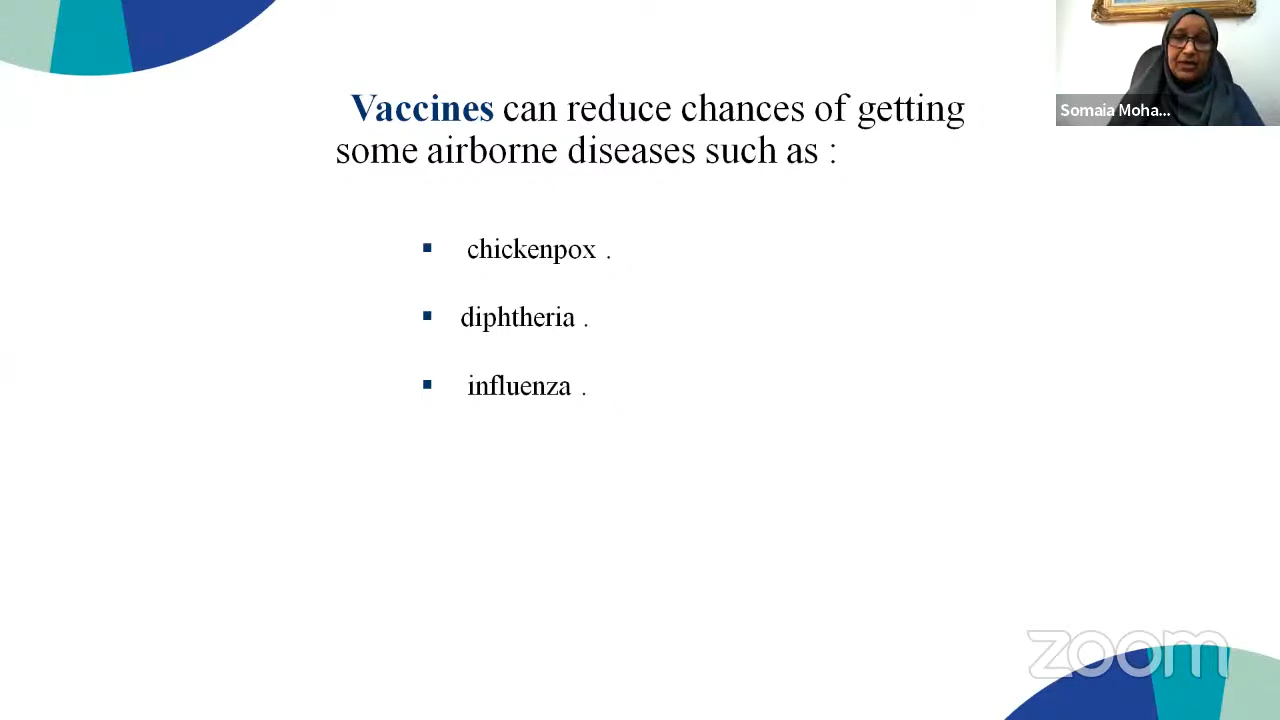 Vaccines can reduce chances of getting
some airborne diseases such as :
Somaia Moha...
▪ chickenpox .
▪ diphtheria .
▪ influenza .
zoom